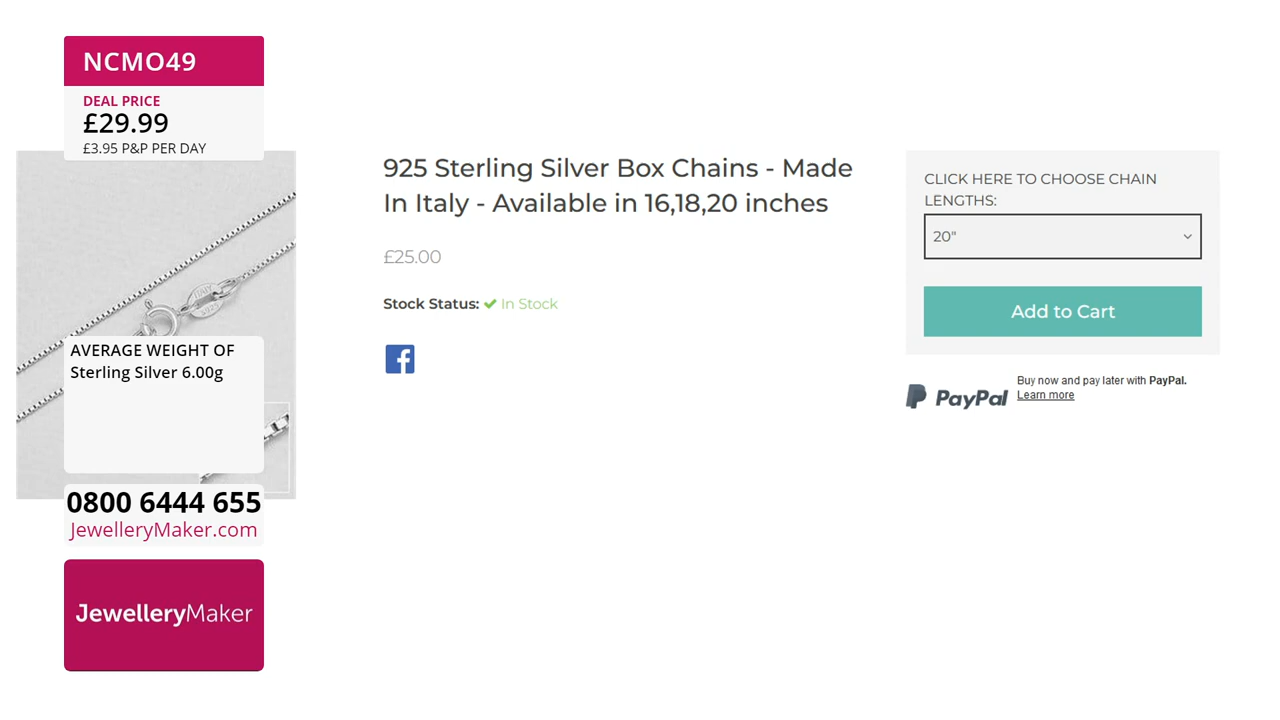 NCMO49
DEAL PRICE
£29.99
£3.95 P&P PER DAY
ITALY
925
AVERAGE WEIGHT OF
Sterling Silver 6.00g
0800 6444 655
JewelleryMaker.com
JewelleryMaker
925 Sterling Silver Box Chains - Made
In Italy - Available in 16,18,20 inches
£25.00
Stock Status: In Stock
CLICK HERE TO CHOOSE CHAIN
LENGTHS:
20"
Add to Cart
PayPal
Buy now and pay later with PayPal.
Learn more